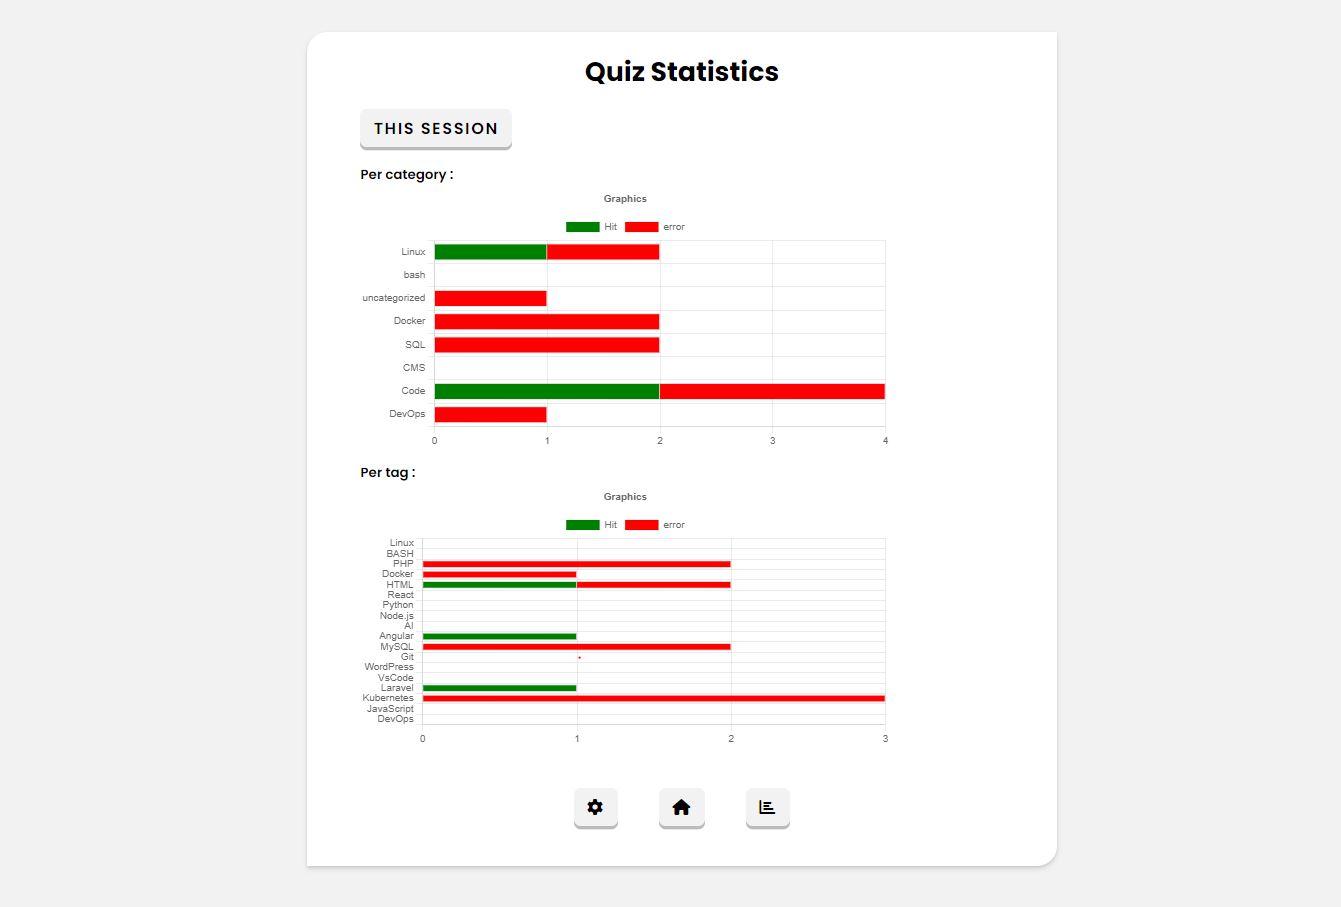 Quiz Statistics
THIS SESSION
Per category :
Graphics
Hit error
Linux
bash
uncategorized
Docker
SQL
CMS
Code
DevOps
0 1 2 3 4
Per tag :
Graphics
Hit error
Linux
BASH
PHP
Docker
HTML
React
Python
Node.js
AI
Angular
MySQL
Git
WordPress
VsCode
Laravel
Kubernetes
JavaScript
DevOps
0 1 2 3